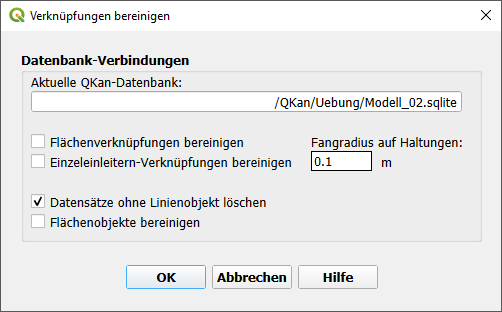 Verknüpfungen bereinigen
Datenbank-Verbindungen
Aktuelle QKan-Datenbank:
/QKan/Uebung/Modell_02.sqlite
Flächenverknüpfungen bereinigen
Fangradius auf Haltungen:
Einzeleinleitern-Verknüpfungen bereinigen
0.1 m
Datensätze ohne Linienobjekt löschen
Flächenobjekte bereinigen
OK Abbrechen Hilfe